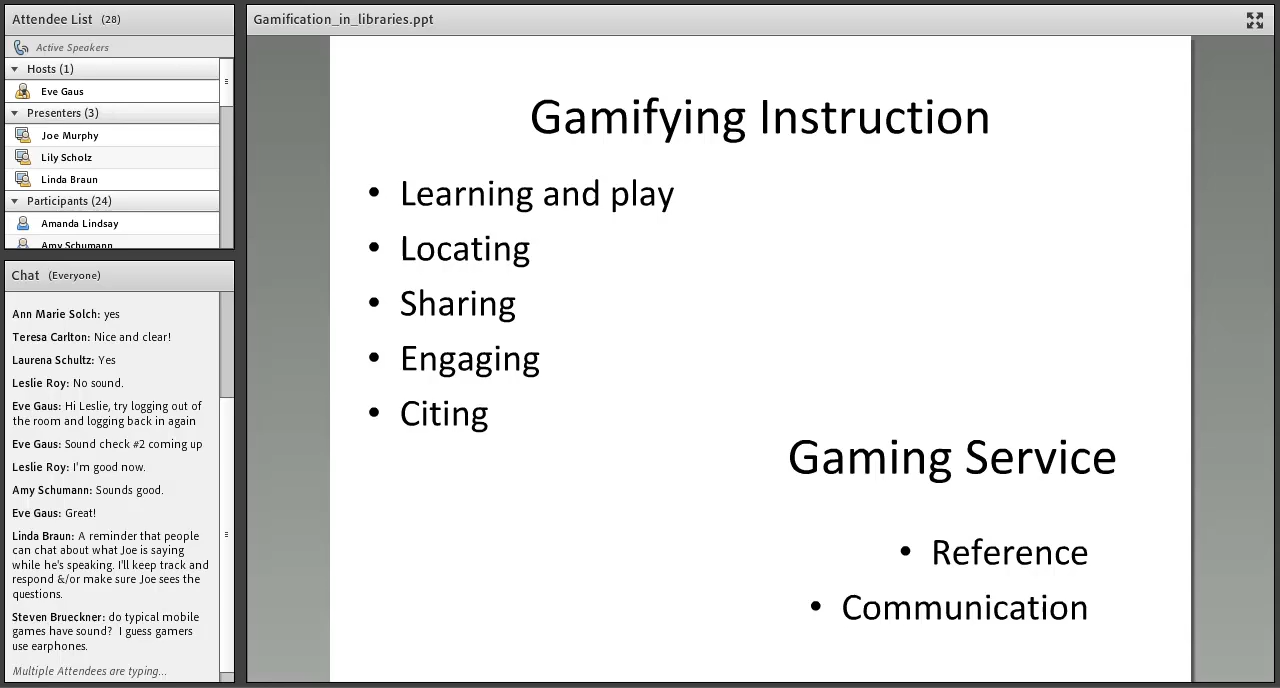 Attendee List (28)
Active Speakers
Hosts (1)
Eve Gaus
Presenters (3)
Joe Murphy
Lily Scholz
Linda Braun
Participants (24)
Amanda Lindsay
Amy Schumann
Chat (Everyone)
Ann Marie Solch: yes
Teresa Carlton: Nice and clear!
Laurena Schultz: Yes
Leslie Roy: No sound.
Eve Gaus: Hi Leslie, try logging out of
the room and logging back in again
Eve Gaus: Sound check #2 coming up
Leslie Roy: I'm good now.
Amy Schumann: Sounds good.
Eve Gaus: Great!
Linda Braun: A reminder that people
can chat about what Joe is saying
while he's speaking. I'll keep track and
respond &/or make sure Joe sees the
questions.
Steven Brueckner: do typical mobile
games have sound?  I guess gamers
use earphones.
Multiple Attendees are typing...
Gamification_in_libraries.ppt
Gamifying Instruction
• Learning and play
• Locating
• Sharing
• Engaging
• Citing
Gaming Service
• Reference
• Communication